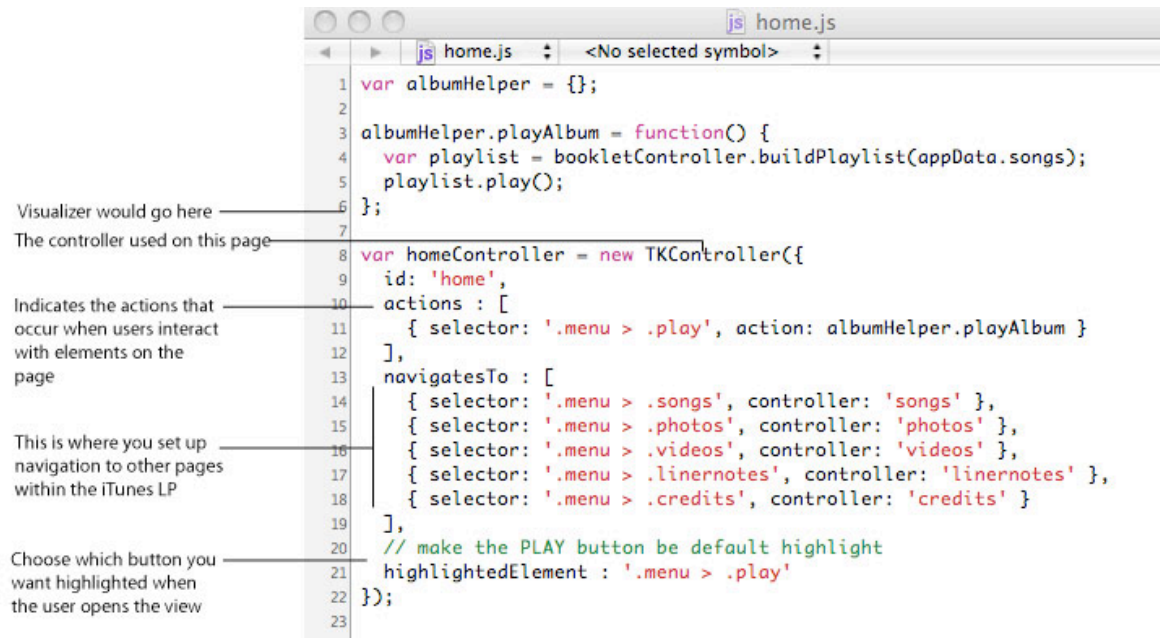 home.js
home.js <No selected symbol>
1 var albumHelper = {};
2
3 albumHelper.playAlbum = function() {
4 var playlist = bookletController.buildPlaylist(appData.songs);
5 playlist.play();
6 };
7
8 var homeController = new TKController({
9 id: 'home',
10 actions : [
11 { selector: '.menu > .play', action: albumHelper.playAlbum }
12 ],
13 navigatesTo : [
14 { selector: '.menu > .songs', controller: 'songs' },
15 { selector: '.menu > .photos', controller: 'photos' },
16 { selector: '.menu > .videos', controller: 'videos' },
17 { selector: '.menu > .linernotes', controller: 'linernotes' },
18 { selector: '.menu > .credits', controller: 'credits' }
19 ],
20 // make the PLAY button be default highlight
21 highlightedElement : '.menu > .play'
22 });
23
Visualizer would go here
The controller used on this page
Indicates the actions that
occur when users interact
with elements on the
page
This is where you set up
navigation to other pages
within the iTunes LP
Choose which button you
want highlighted when
the user opens the view